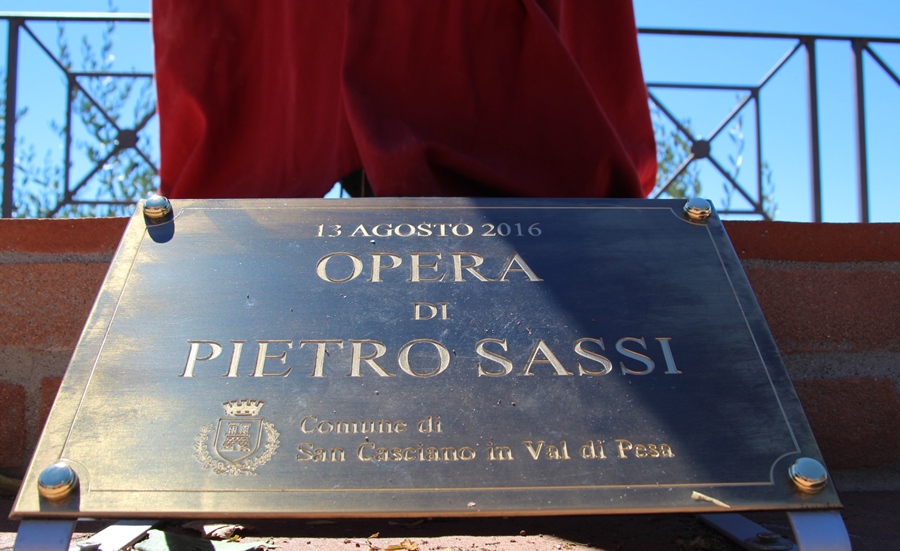 13 AGOSTO 2016
OPERA
DI
PIETRO SASSI
Comune di
San Casciano in Val di Pesa